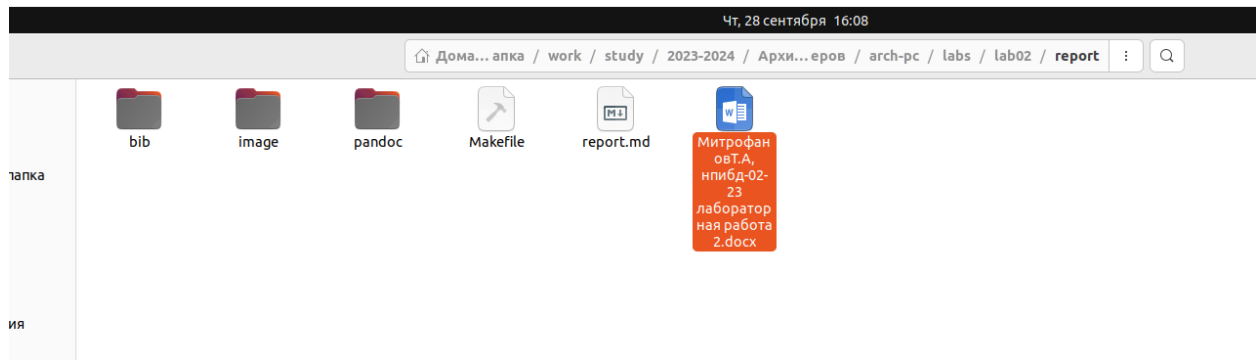 Чт, 28 сентября 16:08
Дома... апка / work / study / 2023-2024 / Архи...еров / arch-pc / labs / lab02 / report
bib
image
pandoc
Makefile
report.md
Митрофан
овТ.А,
нпибд-02-
23
лаборатор
ная работа
2.docx
папка
ия